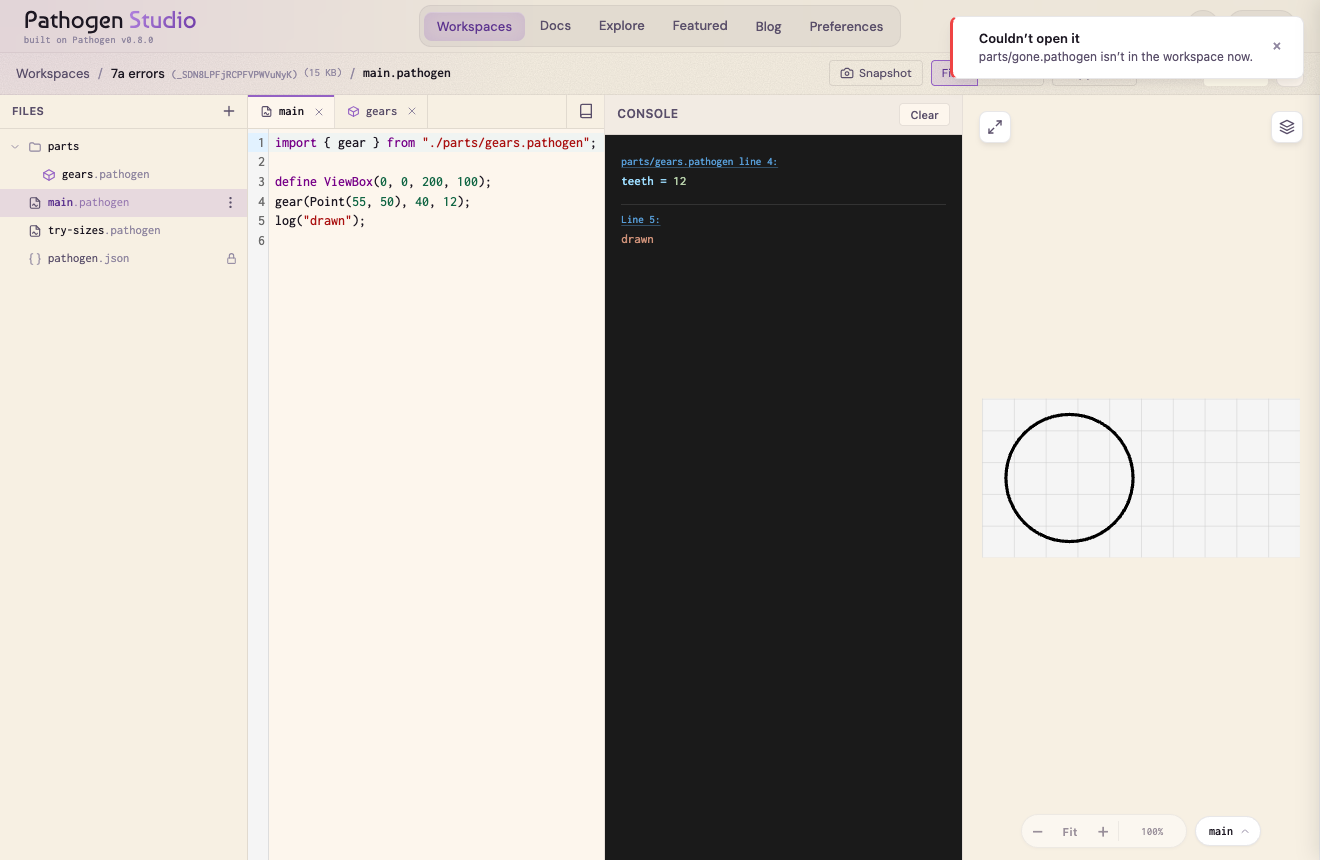 Pathogen Studio
built on Pathogen v0.8.0
Workspaces
Docs
Explore
Featured
Blog
Preferences
Couldn't open it
parts/gone.pathogen isn't in the workspace now.
×
Workspaces / 7a errors (_SDN8LPFjRCPFVPWVuNyK) (15 KB) / main.pathogen
Snapshot
FILES
+
parts
gears.pathogen
main.pathogen
try-sizes.pathogen
{ } pathogen.json
main ×
gears ×
1 import { gear } from "./parts/gears.pathogen";
2
3 define ViewBox(0, 0, 200, 100);
4 gear(Point(55, 50), 40, 12);
5 log("drawn");
6
CONSOLE
Clear
parts/gears.pathogen line 4:
teeth = 12
Line 5:
drawn
− Fit + 100%
main